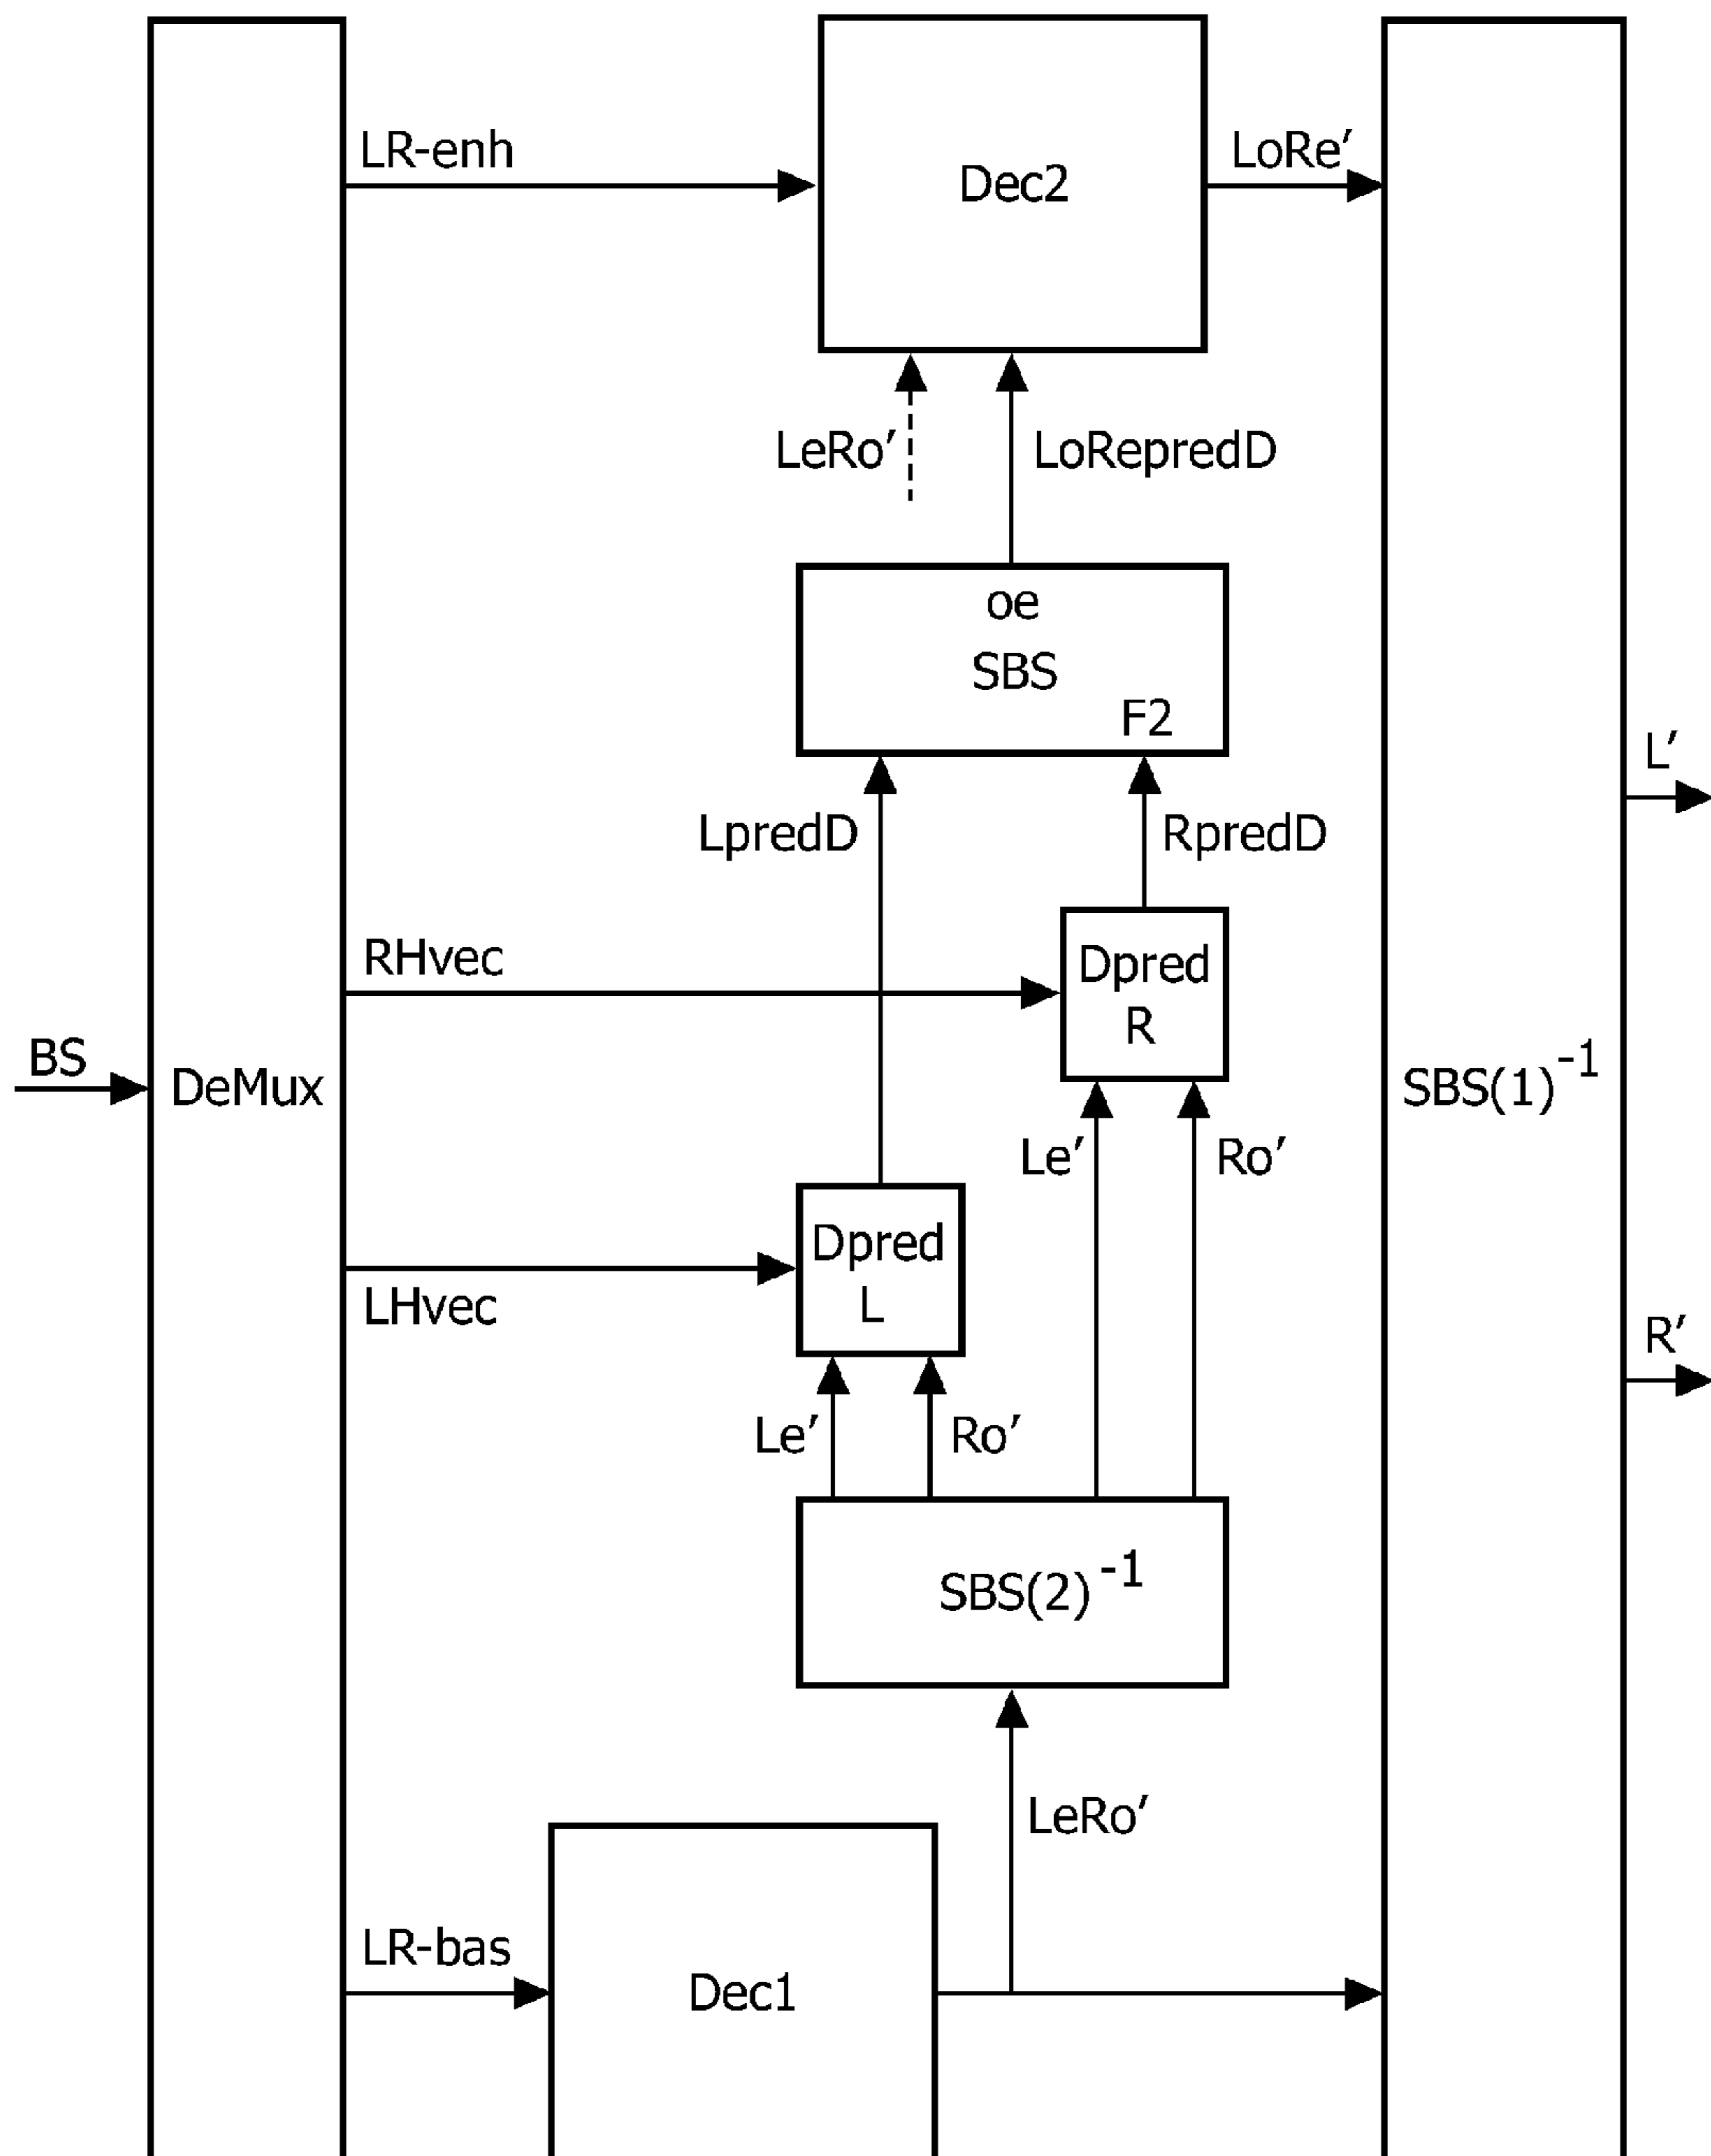 LR-enh
Dec2
LoRe’
LeRo’
LoRepredD
oe
SBS
F2
L’
LpredD
RpredD
RHvec
Dpred
R
BS
DeMux
SBS(1)⁻¹
Le’
Ro’
Dpred
L
LHvec
R’
Le’
Ro’
SBS(2)⁻¹
LeRo’
LR-bas
Dec1